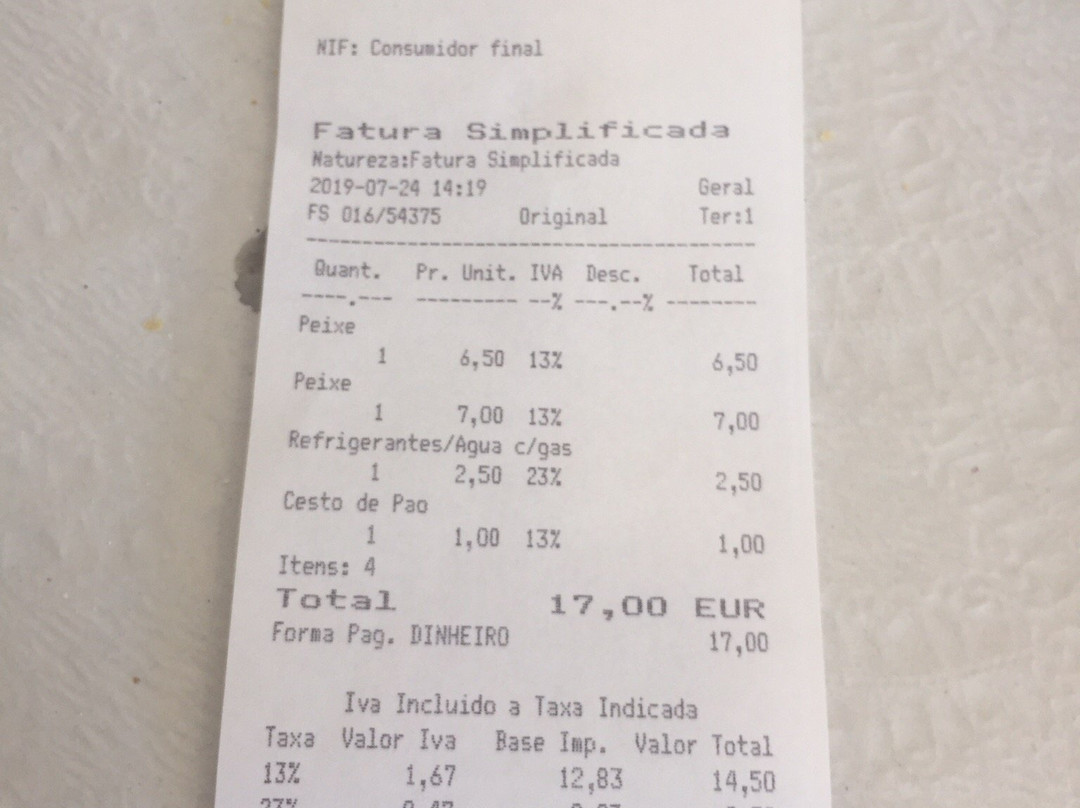 NIF: Consumidor final
Fatura Simplificada
Natureza:Fatura Simplificada
2019-07-24 14:19 Geral
FS 016/54375 Original Ter:1
Quant. Pr. Unit. IVA Desc. Total
----.--- --------- --% ---.--% --------
Peixe
1 6,50 13% 6,50
Peixe
1 7,00 13% 7,00
Refrigerantes/Agua c/gas
1 2,50 23% 2,50
Cesto de Pao
1 1,00 13% 1,00
Itens: 4
Total 17,00 EUR
Forma Pag. DINHEIRO 17,00
Iva Incluido a Taxa Indicada
Taxa Valor Iva Base Imp. Valor Total
13% 1,67 12,83 14,50